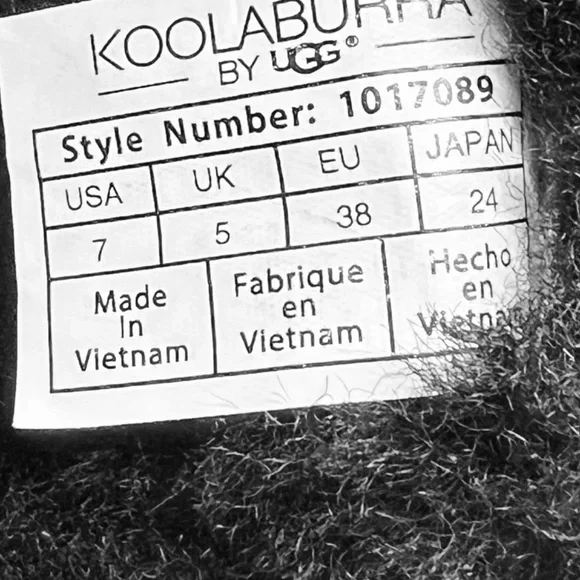 KOOLABURRA
BY UGG®
Style Number: 1017089
USA UK EU JAPAN
7 5 38 24
Made
In
Vietnam
Fabrique
en
Vietnam
Hecho
en
Vietnam